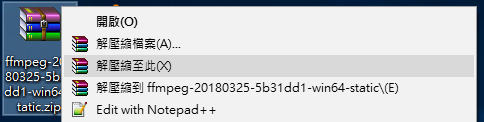 ffmpeg-20
80325-5b31
dd1-win64
tatic.zip
開啟(O)
解壓縮檔案(A)...
解壓縮至此(X)
解壓縮到 ffmpeg-20180325-5b31dd1-win64-static\(E)
Edit with Notepad++